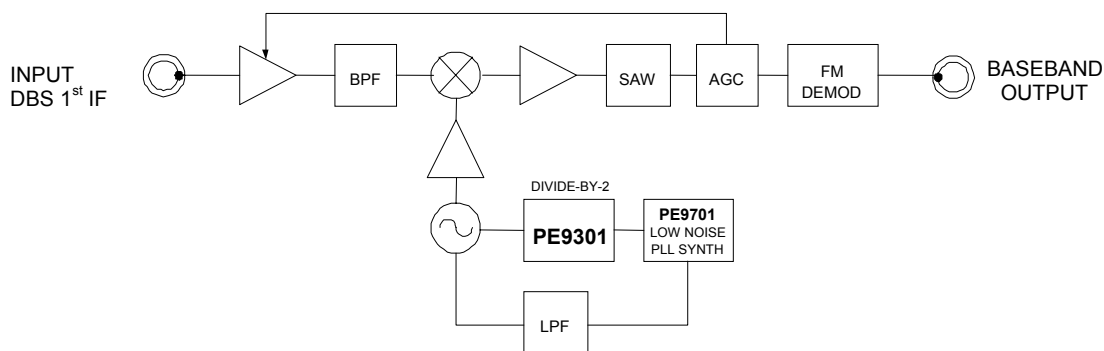 INPUT
DBS 1st IF
BPF
SAW
AGC
FM
DEMOD
BASEBAND
OUTPUT
DIVIDE-BY-2
PE9301
PE9701
LOW NOISE
PLL SYNTH
LPF